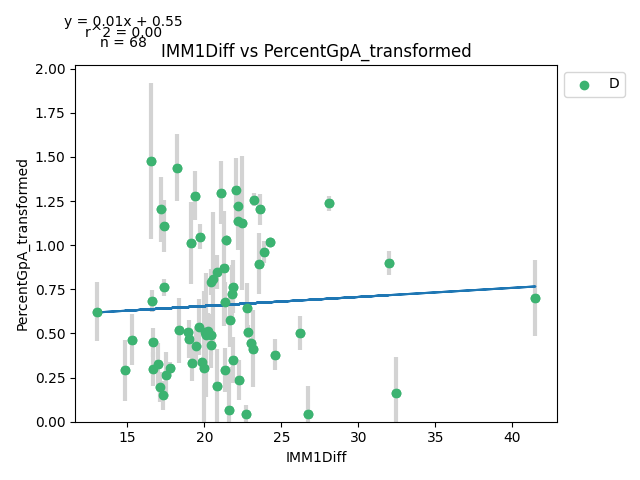 y = 0.01x + 0.55
r^2 = 0.00
n = 68
IMM1Diff vs PercentGpA_transformed
D
PercentGpA_transformed
2.00
1.75
1.50
1.25
1.00
0.75
0.50
0.25
0.00
15 20 25 30 35 40
IMM1Diff